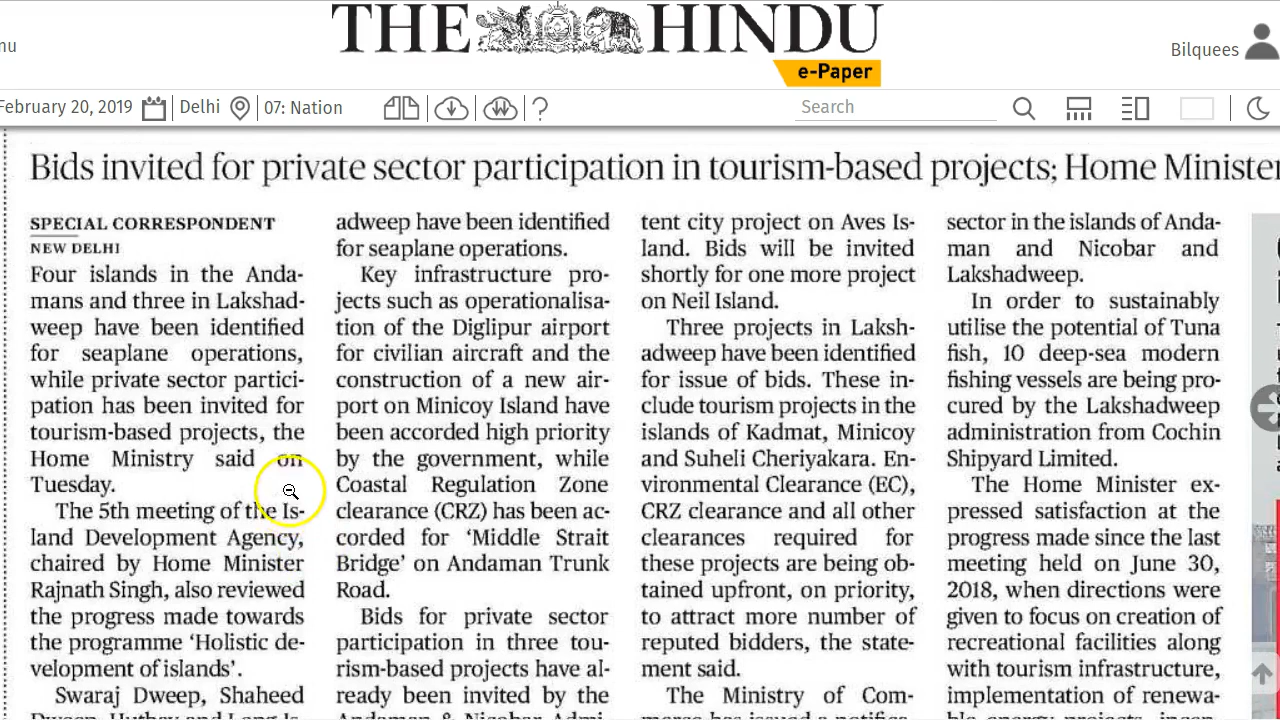 THE HINDU
e-Paper
nu
Bilquees
February 20, 2019
Delhi
07: Nation
?
Search
Bids invited for private sector participation in tourism-based projects; Home Minister
SPECIAL CORRESPONDENT
NEW DELHI
Four islands in the Anda-
mans and three in Lakshad-
weep have been identified
for seaplane operations,
while private sector partici-
pation has been invited for
tourism-based projects, the
Home Ministry said on
Tuesday.
The 5th meeting of the Is-
land Development Agency,
chaired by Home Minister
Rajnath Singh, also reviewed
the progress made towards
the programme ‘Holistic de-
velopment of islands’.
Swaraj Dweep, Shaheed
Dweep, Hutbay and Long Is-
adweep have been identified
for seaplane operations.
Key infrastructure pro-
jects such as operationalisa-
tion of the Diglipur airport
for civilian aircraft and the
construction of a new air-
port on Minicoy Island have
been accorded high priority
by the government, while
Coastal Regulation Zone
clearance (CRZ) has been ac-
corded for ‘Middle Strait
Bridge’ on Andaman Trunk
Road.
Bids for private sector
participation in three tou-
rism-based projects have al-
ready been invited by the
Andaman & Nicobar Admi-
tent city project on Aves Is-
land. Bids will be invited
shortly for one more project
on Neil Island.
Three projects in Laksh-
adweep have been identified
for issue of bids. These in-
clude tourism projects in the
islands of Kadmat, Minicoy
and Suheli Cheriyakara. En-
vironmental Clearance (EC),
CRZ clearance and all other
clearances required for
these projects are being ob-
tained upfront, on priority,
to attract more number of
reputed bidders, the state-
ment said.
The Ministry of Com-
merce has issued a notifica-
sector in the islands of Anda-
man and Nicobar and
Lakshadweep.
In order to sustainably
utilise the potential of Tuna
fish, 10 deep-sea modern
fishing vessels are being pro-
cured by the Lakshadweep
administration from Cochin
Shipyard Limited.
The Home Minister ex-
pressed satisfaction at the
progress made since the last
meeting held on June 30,
2018, when directions were
given to focus on creation of
recreational facilities along
with tourism infrastructure,
implementation of renewa-
ble energy projects, incen-